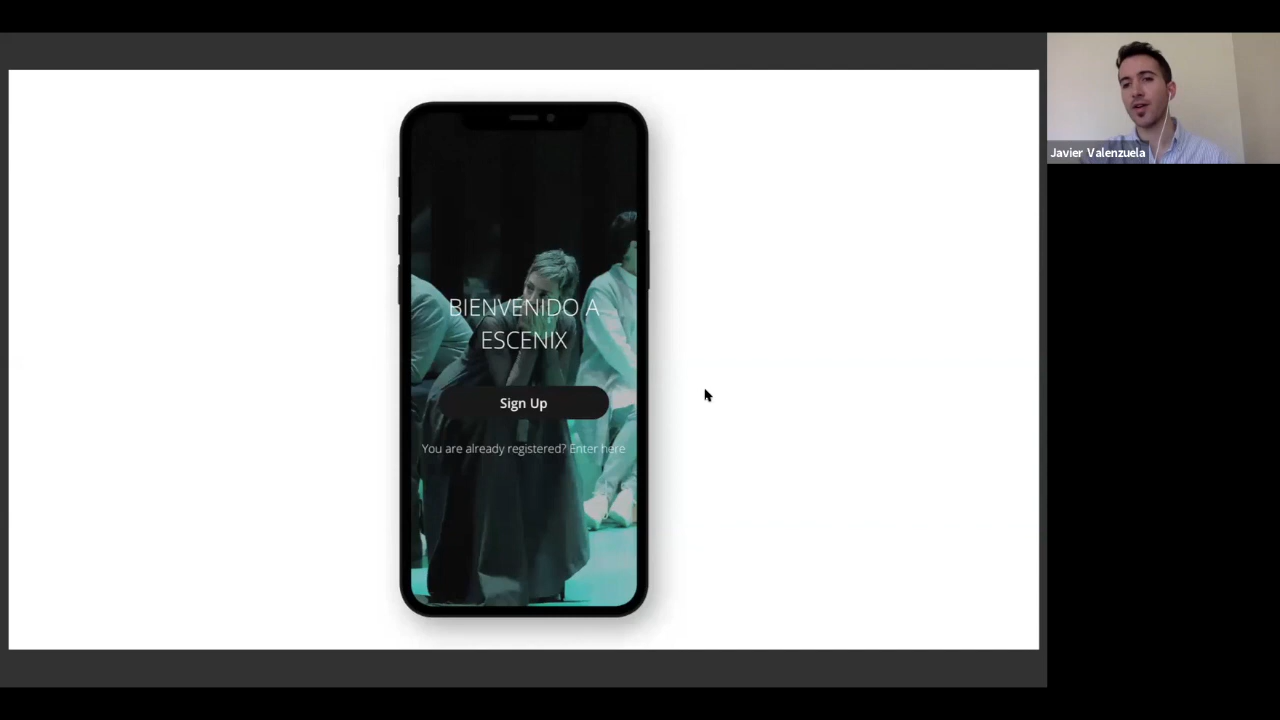 BIENVENIDO A
ESCENIX
Sign Up
You are already registered? Enter here
Javier Valenzuela